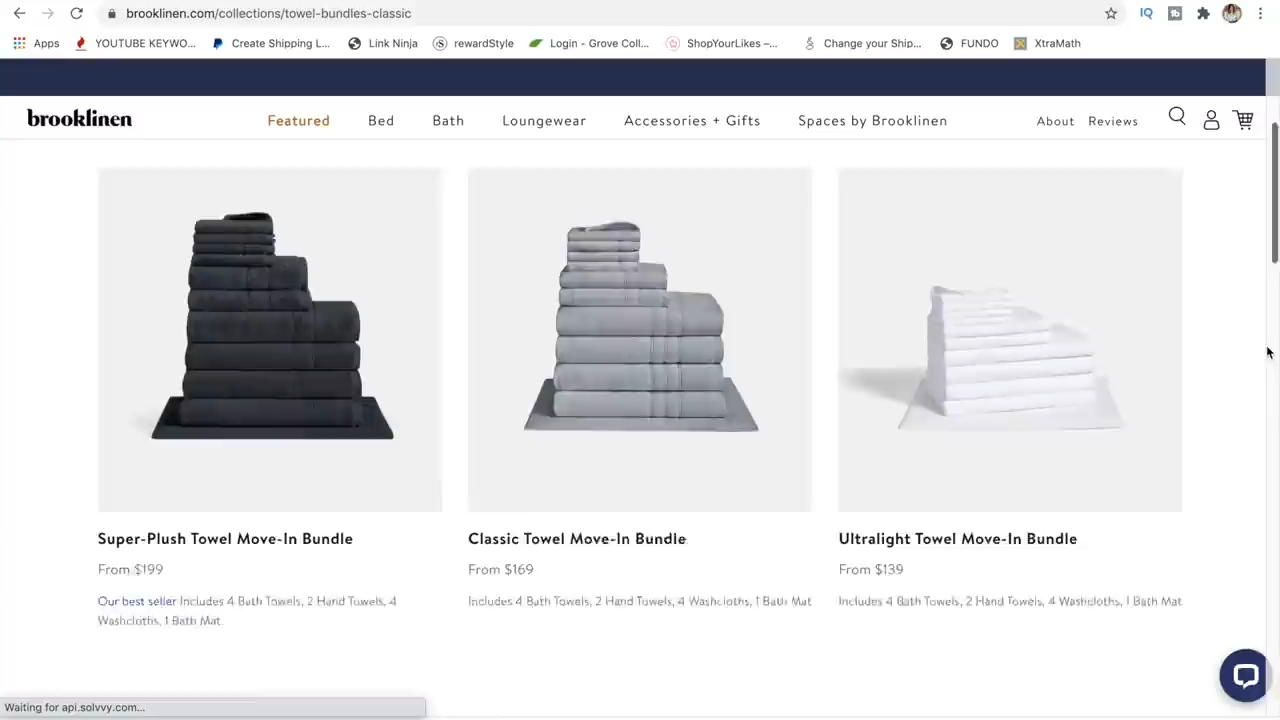 brooklinen.com/collections/towel-bundles-classic
IQ
tb
Apps
YOUTUBE KEYWO...
Create Shipping L...
Link Ninja
rewardStyle
Login - Grove Coll...
ShopYourLikes –...
Change your Ship...
FUNDO
XtraMath
brooklinen
Featured
Bed
Bath
Loungewear
Accessories + Gifts
Spaces by Brooklinen
About
Reviews
Super-Plush Towel Move-In Bundle
From $199
Our best seller Includes 4 Bath Towels, 2 Hand Towels, 4
Washcloths, 1 Bath Mat
Classic Towel Move-In Bundle
From $169
Includes 4 Bath Towels, 2 Hand Towels, 4 Washcloths, 1 Bath Mat
Ultralight Towel Move-In Bundle
From $139
Includes 4 Bath Towels, 2 Hand Towels, 4 Washcloths, 1 Bath Mat
Waiting for api.solvvy.com...